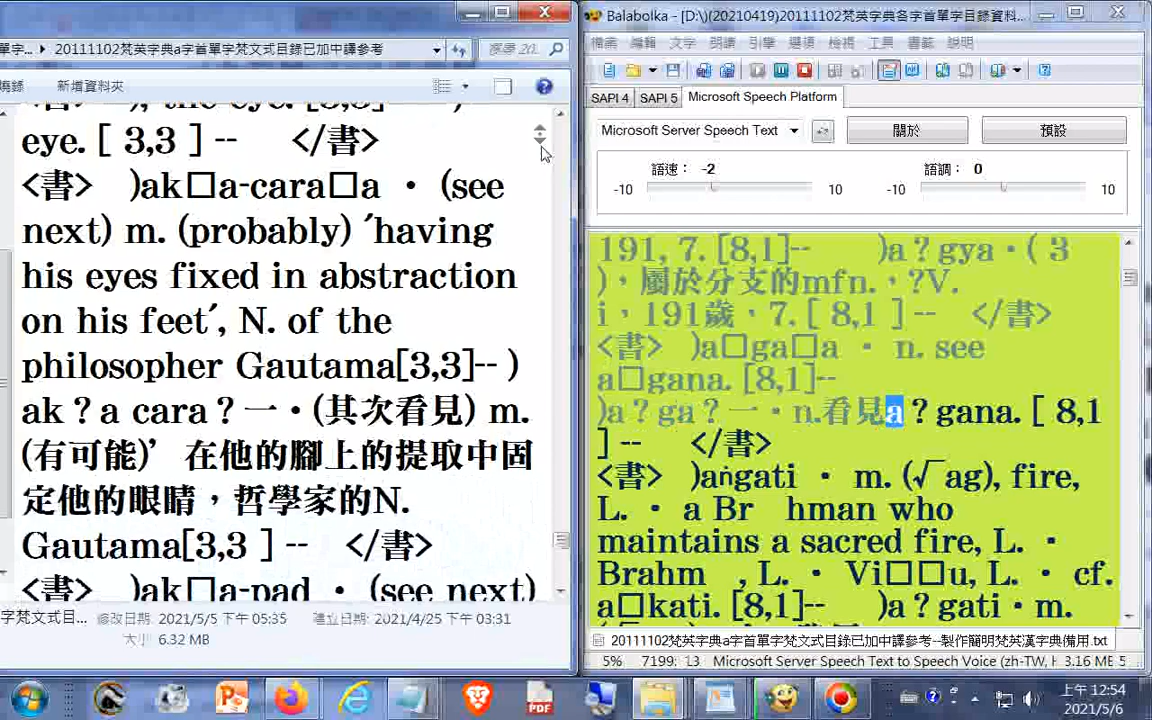 單字... ▸ 20111102梵英字典a字首單字梵文式目錄已加中譯參考
搜尋 20...
燒錄 新增資料夾
eye. [ 3,3 ] -- </書>
<書> )ak□a-cara□a ・ (see
next) m. (probably) 'having
his eyes fixed in abstraction
on his feet', N. of the
philosopher Gautama[3,3]-- )
ak ? a cara ? 一・(其次看見) m.
(有可能)’在他的腳上的提取中固
定他的眼睛，哲學家的N.
Gautama[3,3 ] -- </書>
<書> )ak□a-pad ・ (see next)
字梵文式目... 修改日期: 2021/5/5 下午 05:35 建立日期: 2021/4/25 下午 03:31
大小: 6.32 MB
Balabolka - [D:\)(20210419)20111102梵英字典各字首單字目錄資料...
檔案 編輯 文字 朗讀 引擎 選項 檢視 工具 書籤 說明
SAPI 4 SAPI 5 Microsoft Speech Platform
Microsoft Server Speech Text 關於 預設
語速： -2 語調： 0
-10 10 -10 10
191, 7. [8,1]-- )a ? gya・( 3
)，屬於分支的mfn.，?V.
i，191歲，7. [ 8,1 ] -- </書>
<書> )a□ga□a ・ n. see
a□gana. [8,1]--
)a ? ga ? 一・n.看見a ? gana. [ 8,1
] -- </書>
<書> )aṅgati ・ m. (√ ag), fire,
L. ・ a Br hman who
maintains a sacred fire, L. ・
Brahm , L. ・ Vi□□u, L. ・ cf.
a□kati. [8,1]-- )a ? gati・m.
20111102梵英字典a字首單字梵文式目錄已加中譯參考--製作簡明梵英漢字典備用.txt
5% 7199: 13 Microsoft Server Speech Text to Speech Voice (zh-TW, H 3.16 MB 5
PDF
上午 12:54
2021/5/6